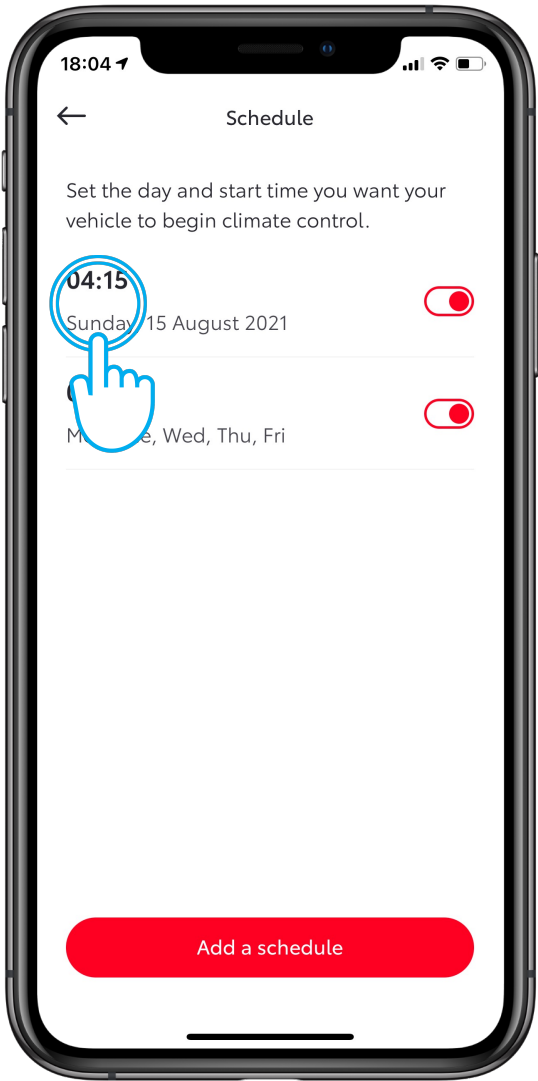 18:04
Schedule
Set the day and start time you want your
vehicle to begin climate control.
04:15
Sunday, 15 August 2021
Wed, Thu, Fri
Add a schedule